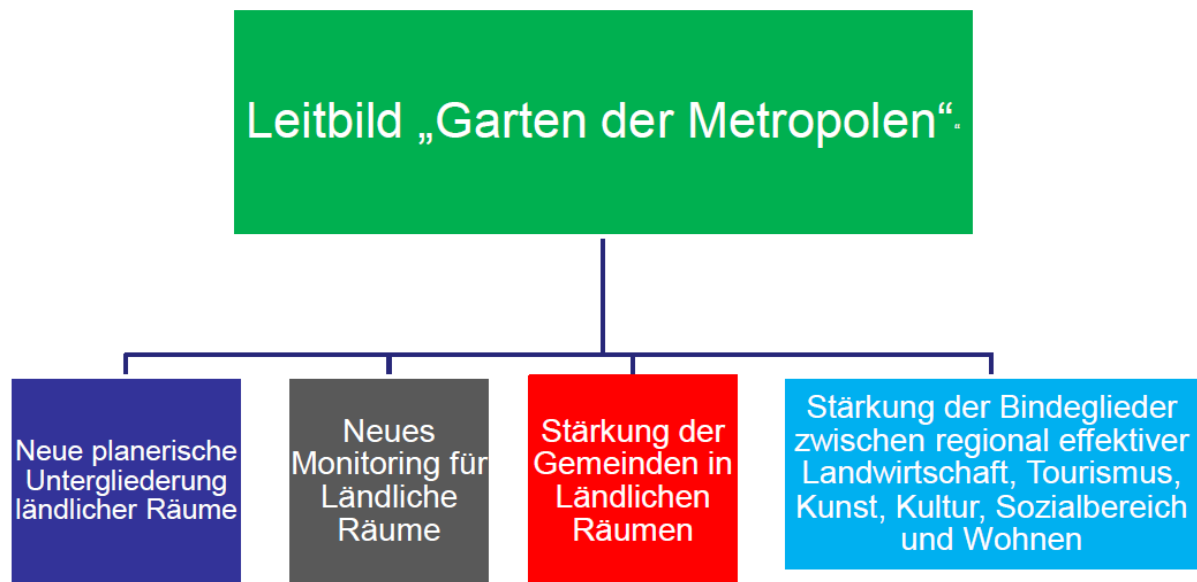 Leitbild „Garten der Metropolen““
Neue planerische
Untergliederung
ländlicher Räume
Neues
Monitoring für
Ländliche
Räume
Stärkung der
Gemeinden in
Ländlichen
Räumen
Stärkung der Bindeglieder
zwischen regional effektiver
Landwirtschaft, Tourismus,
Kunst, Kultur, Sozialbereich
und Wohnen